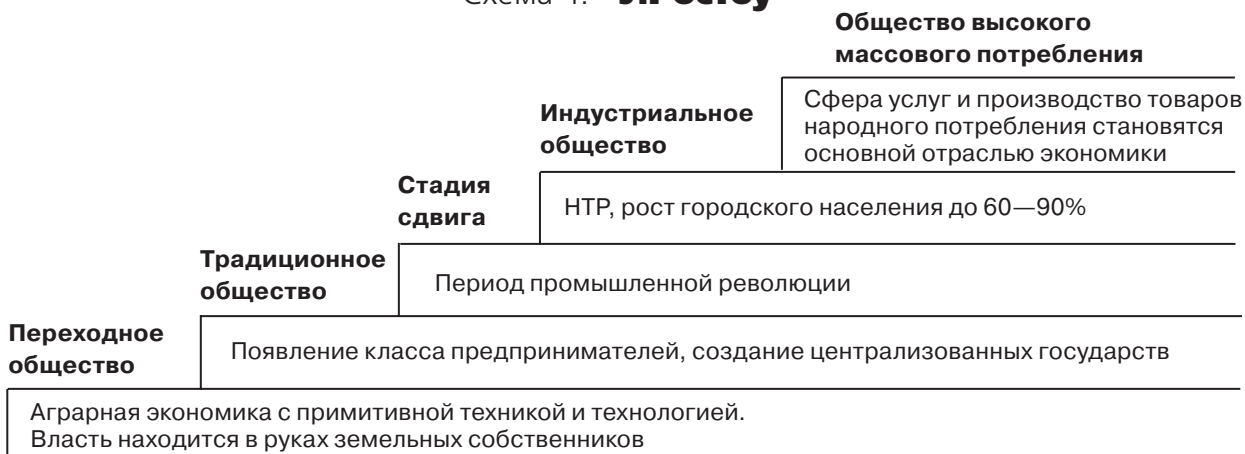 Общество высокого
массового потребления
Сфера услуг и производство товаров
народного потребления становятся
основной отраслью экономики
Индустриальное
общество
НТР, рост городского населения до 60—90%
Стадия
сдвига
Период промышленной революции
Традиционное
общество
Появление класса предпринимателей, создание централизованных государств
Переходное
общество
Аграрная экономика с примитивной техникой и технологией.
Власть находится в руках земельных собственников